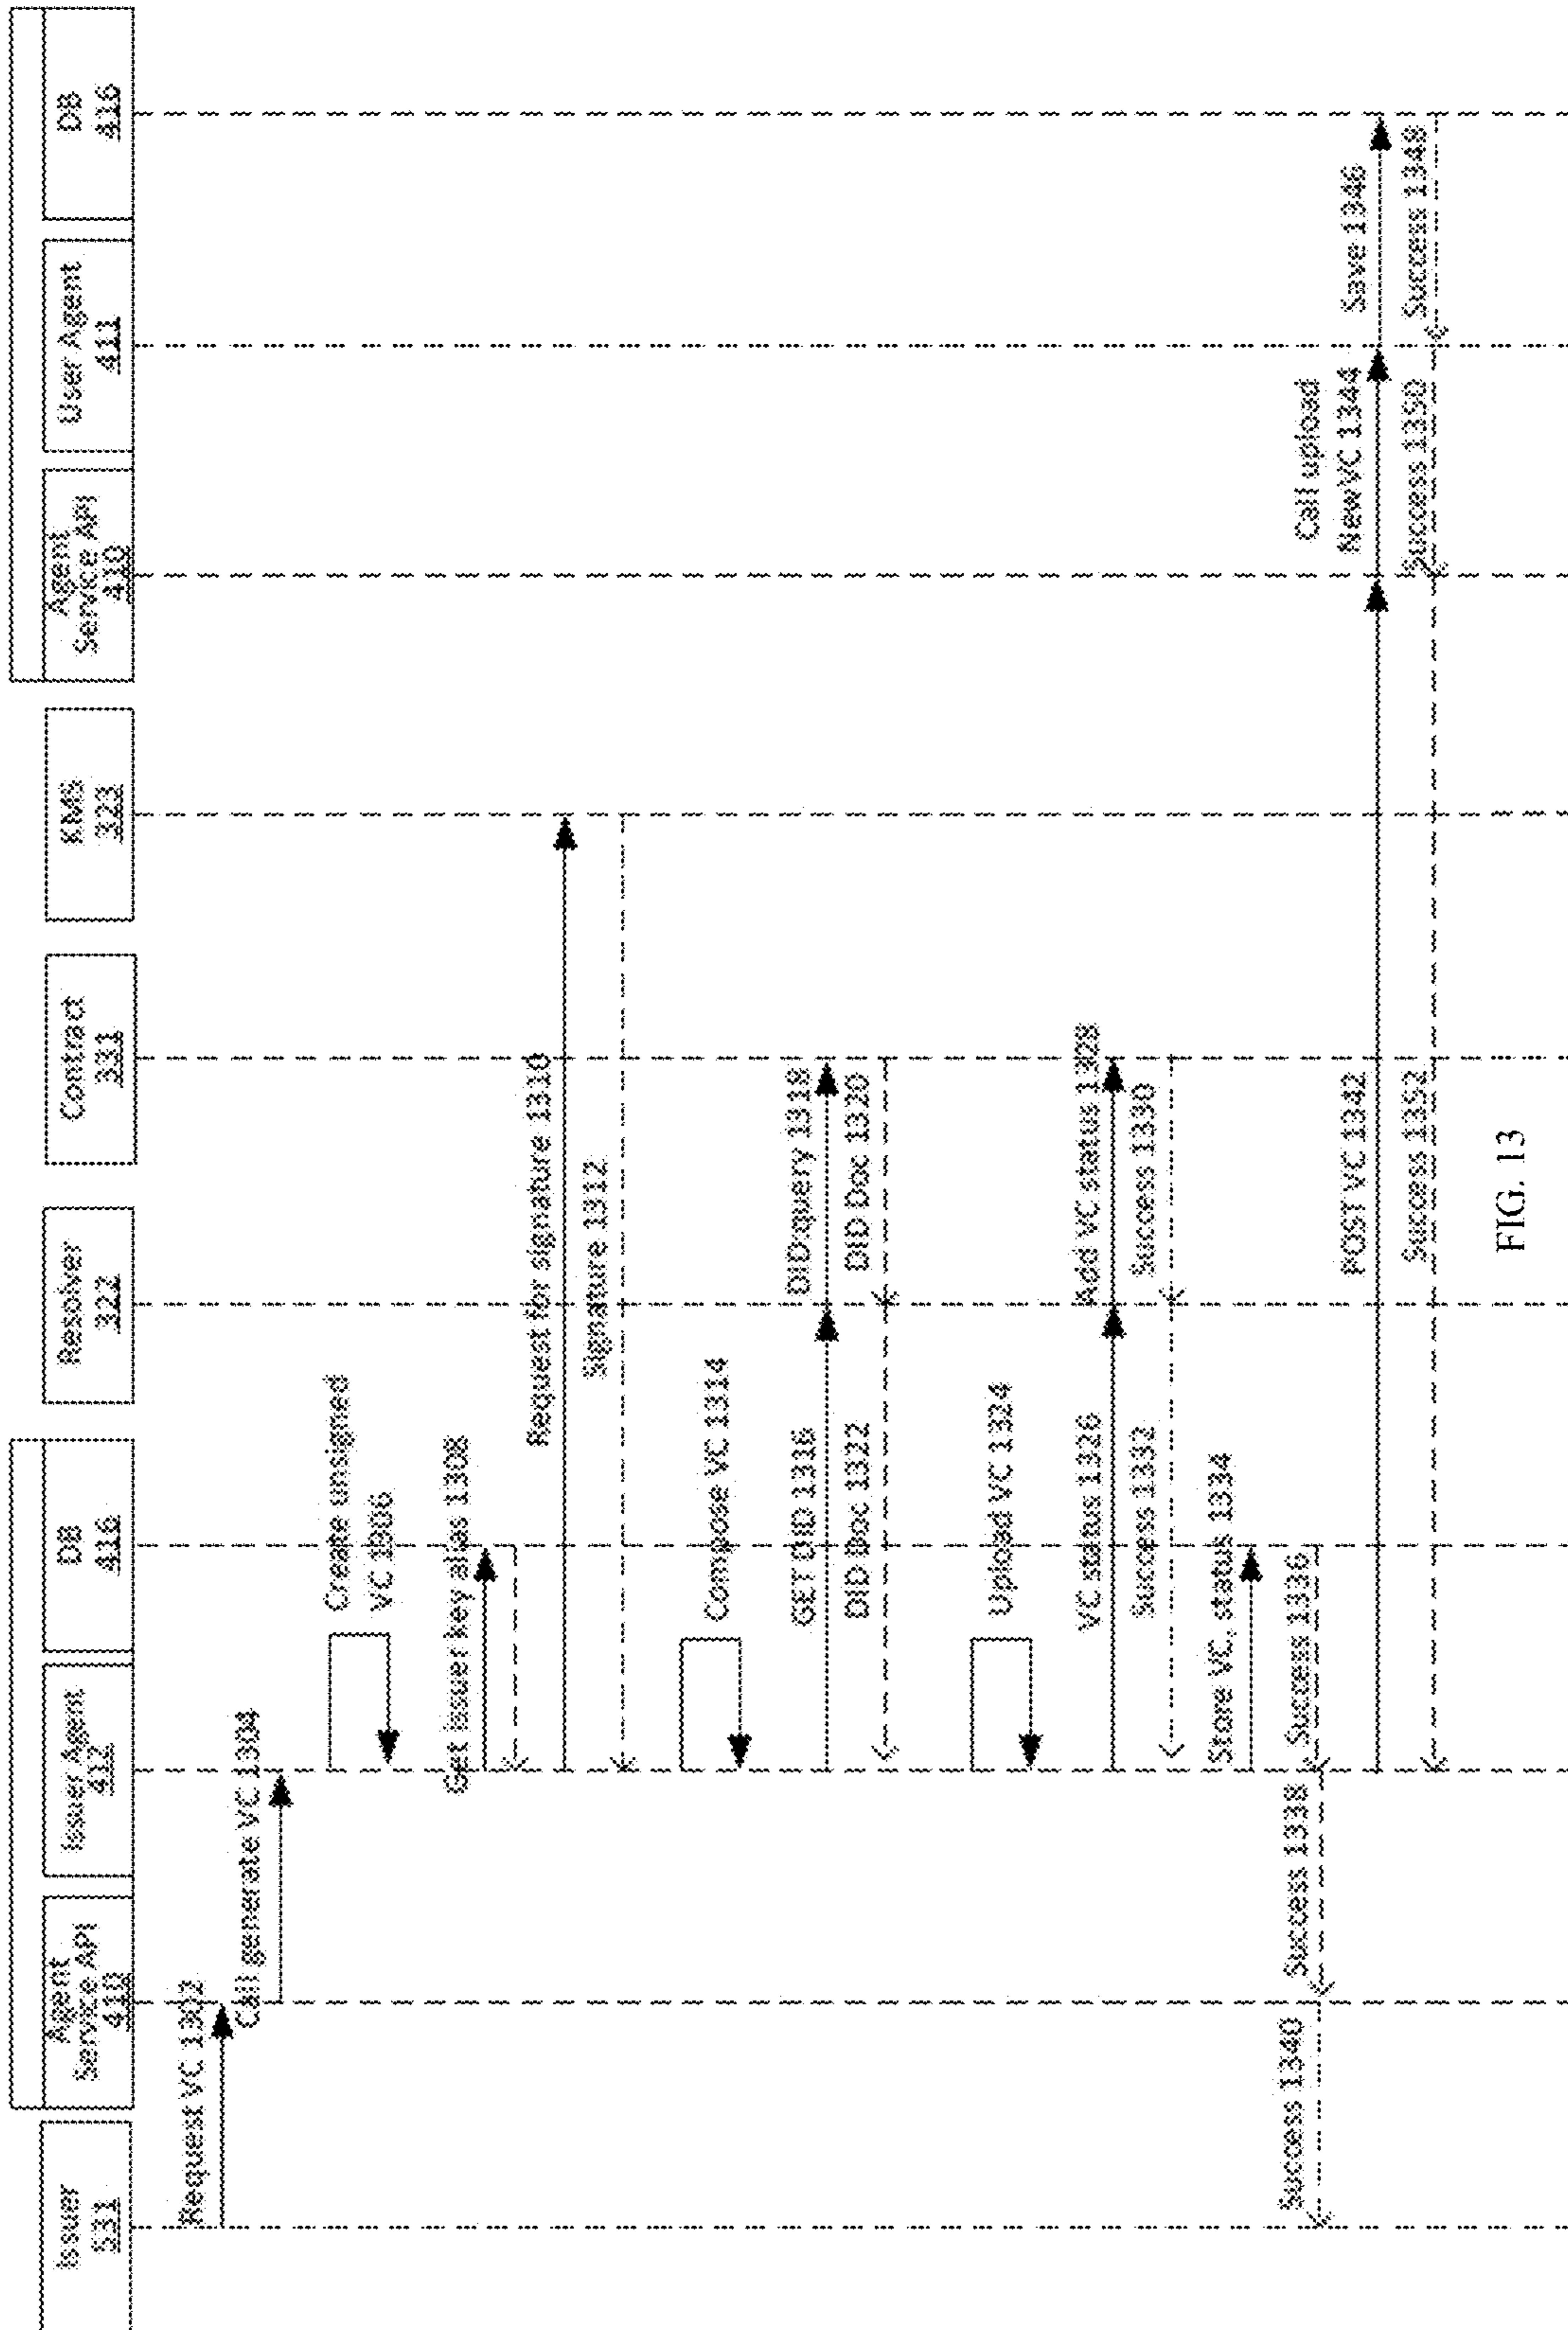 Issuer
531
Agent
Service API
410
Issuer Agent
412
DB
416
Resolver
322
Contract
331
KMS
323
Agent
Service API
410
User Agent
411
DB
416
Request VC 1302
Call generate VC 1304
Create unsigned
VC 1306
Get issuer key alias 1308
Request for signature 1310
Signature 1312
Compose VC 1314
GET DID 1316
DID query 1318
DID Doc 1322
DID Doc 1320
Upload VC 1324
VC status 1326
Add VC status 1328
Success 1332
Success 1330
Store VC, status 1334
Success 1336
Success 1338
Success 1340
POST VC 1342
Call upload
NewVC 1344
Save 1346
Success 1352
Success 1350
Success 1348
FIG. 13